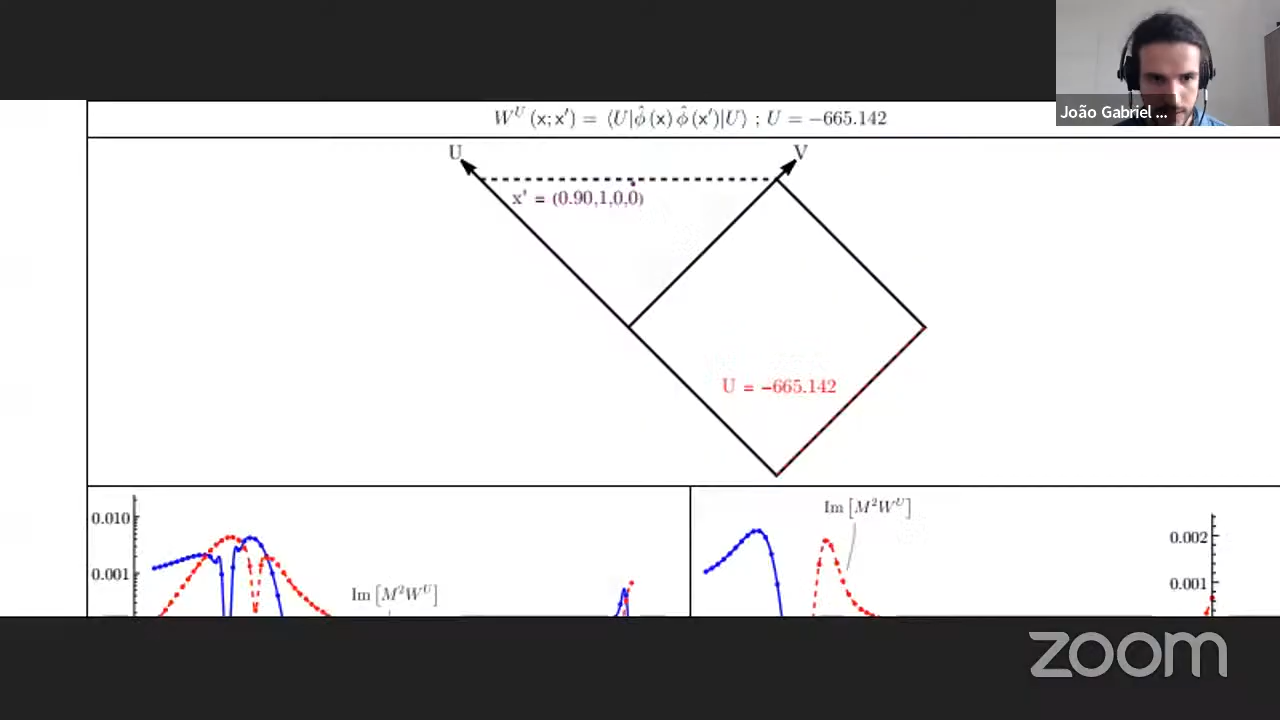 João Gabriel ...
W^U (x; x′) = ⟨U|ϕ̂ (x) ϕ̂ (x′)|U⟩ ; U = −665.142
U
V
x' = (0.90,1,0,0)
U = −665.142
0.010
0.001
Im [M²W^U]
Im [M²W^U]
0.002
0.001
zoom